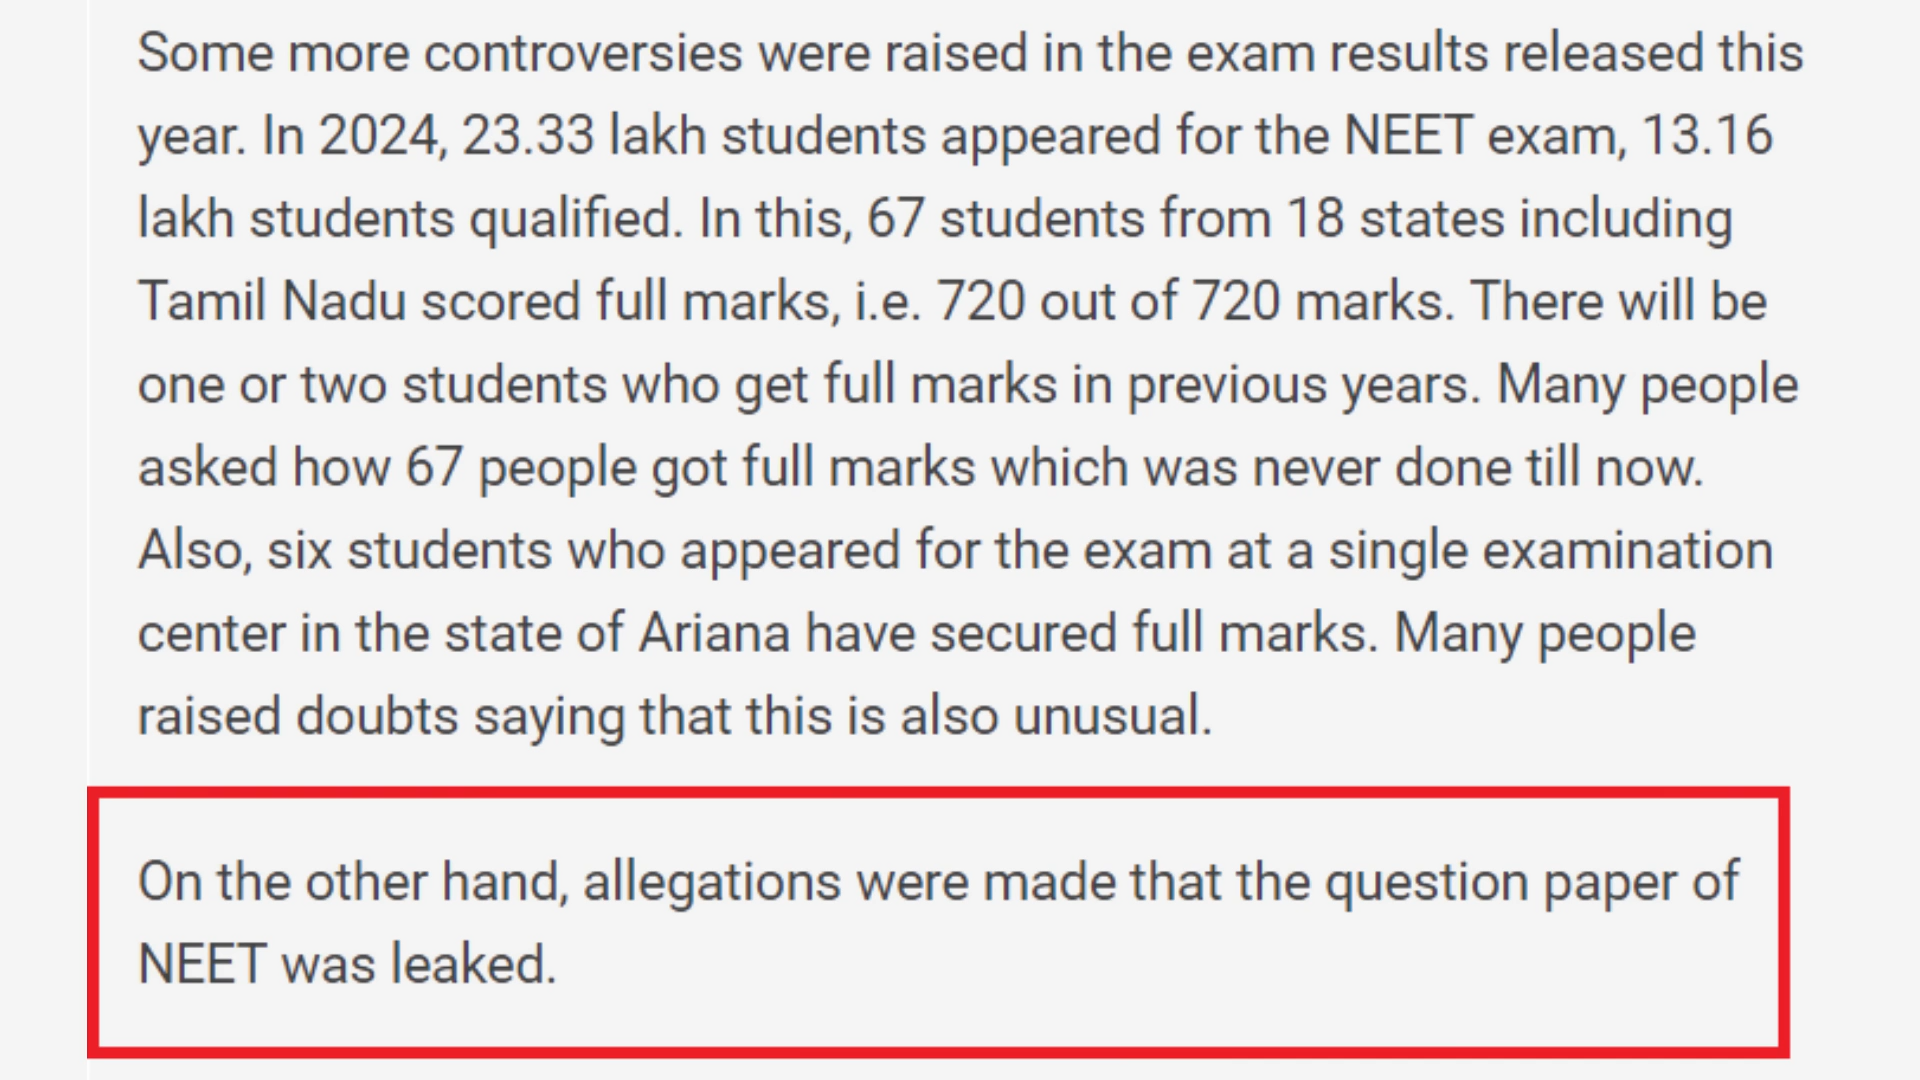 Some more controversies were raised in the exam results released this
year. In 2024, 23.33 lakh students appeared for the NEET exam, 13.16
lakh students qualified. In this, 67 students from 18 states including
Tamil Nadu scored full marks, i.e. 720 out of 720 marks. There will be
one or two students who get full marks in previous years. Many people
asked how 67 people got full marks which was never done till now.
Also, six students who appeared for the exam at a single examination
center in the state of Ariana have secured full marks. Many people
raised doubts saying that this is also unusual.
On the other hand, allegations were made that the question paper of
NEET was leaked.